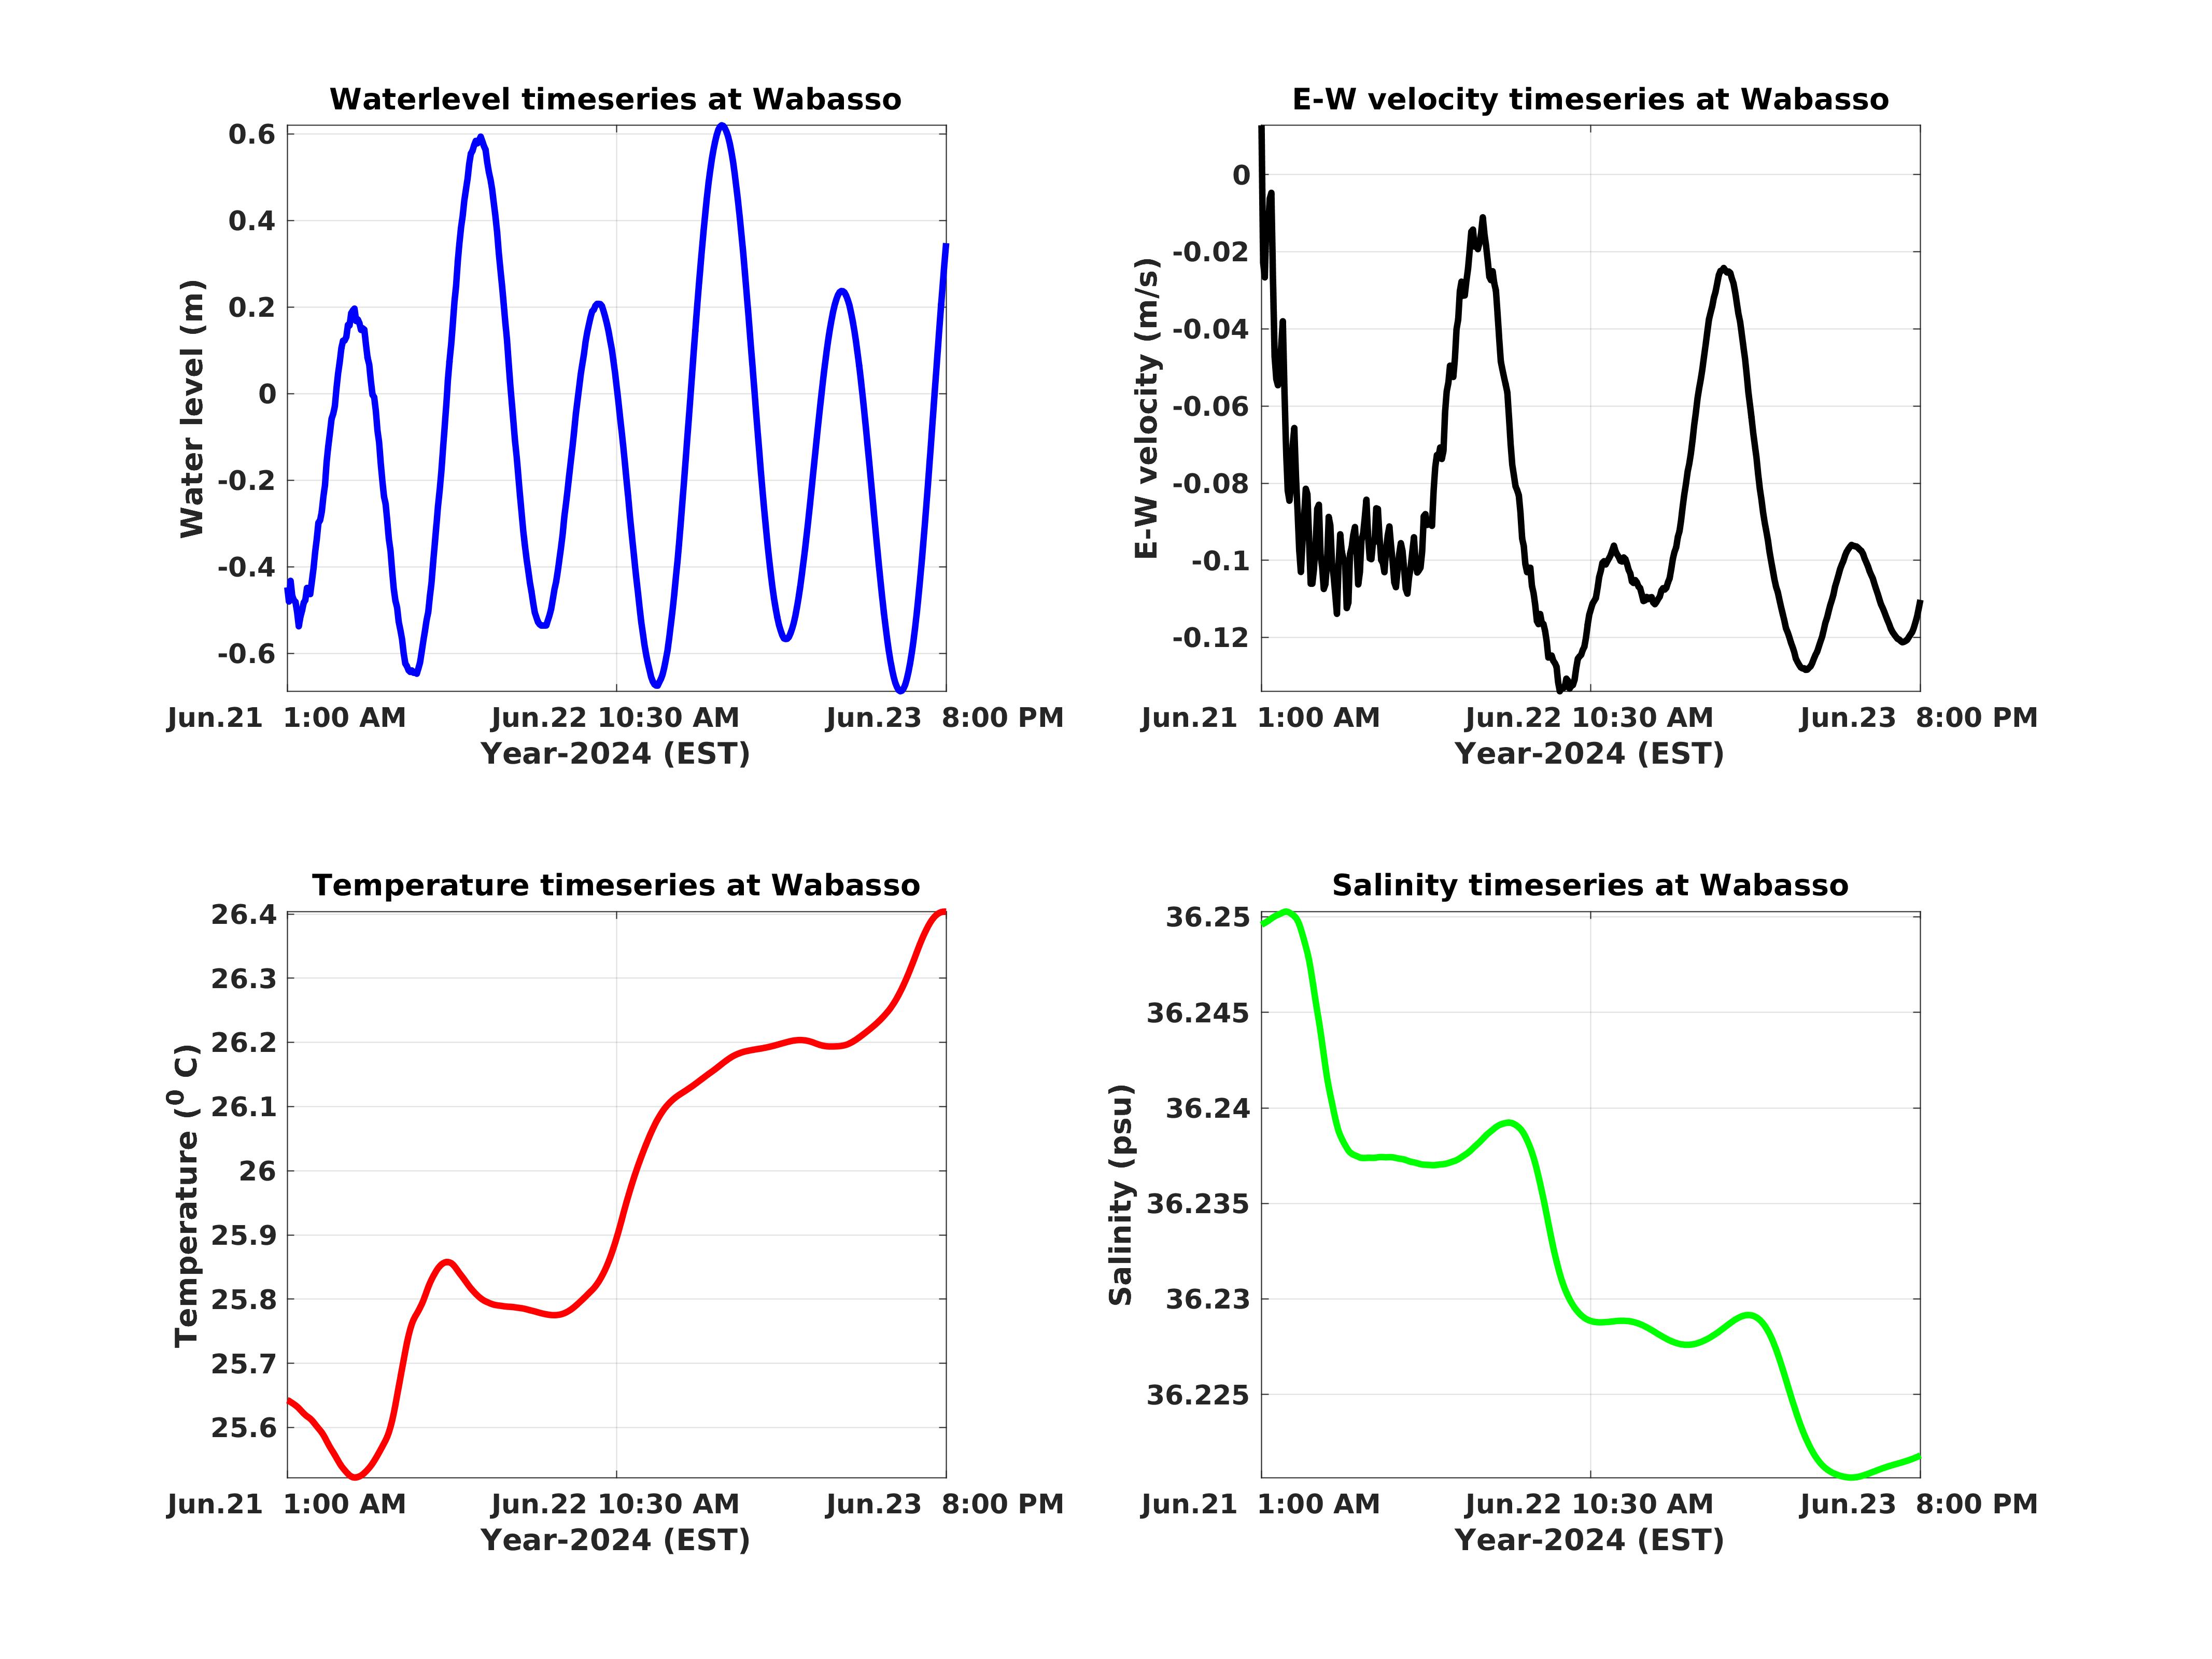 Waterlevel timeseries at Wabasso
0.6
0.4
0.2
0
-0.2
-0.4
-0.6
Water level (m)
Jun.21 1:00 AM
Jun.22 10:30 AM
Jun.23 8:00 PM
Year-2024 (EST)
E-W velocity timeseries at Wabasso
0
-0.02
-0.04
-0.06
-0.08
-0.1
-0.12
E-W velocity (m/s)
Jun.21 1:00 AM
Jun.22 10:30 AM
Jun.23 8:00 PM
Year-2024 (EST)
Temperature timeseries at Wabasso
26.4
26.3
26.2
26.1
26
25.9
25.8
25.7
25.6
Temperature (⁰ C)
Jun.21 1:00 AM
Jun.22 10:30 AM
Jun.23 8:00 PM
Year-2024 (EST)
Salinity timeseries at Wabasso
36.25
36.245
36.24
36.235
36.23
36.225
Salinity (psu)
Jun.21 1:00 AM
Jun.22 10:30 AM
Jun.23 8:00 PM
Year-2024 (EST)